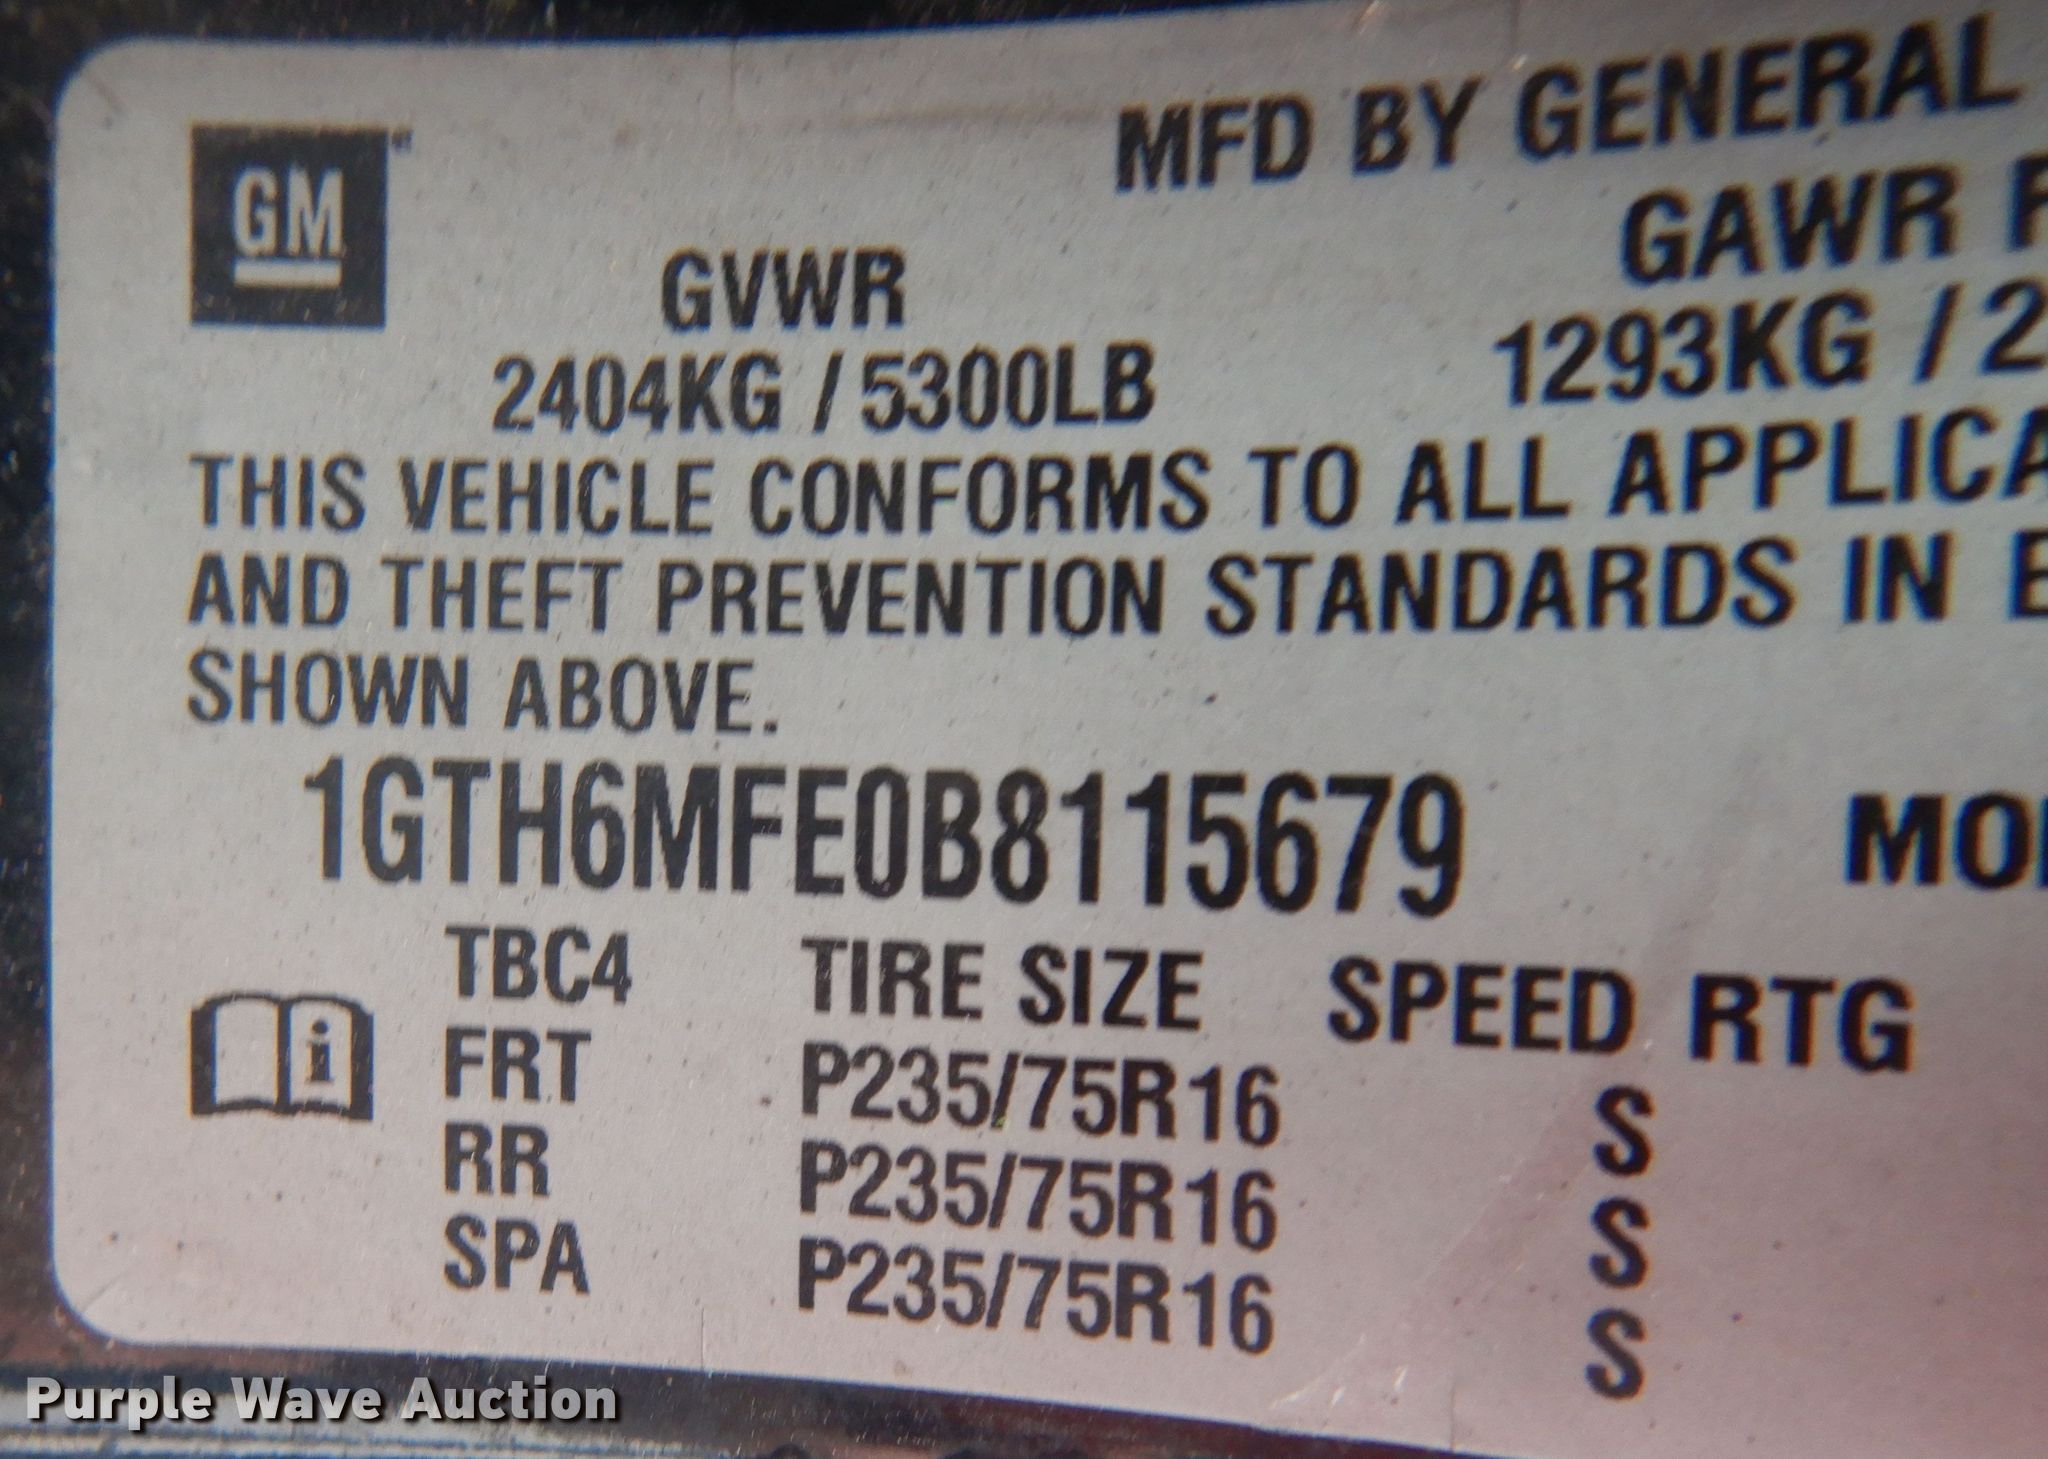 GM
MFD BY GENERAL
GVWR
GAWR
2404KG / 5300LB
1293KG / 2
THIS VEHICLE CONFORMS TO ALL APPLICA
AND THEFT PREVENTION STANDARDS IN E
SHOWN ABOVE.
1GTH6MFE0B8115679
MO
TBC4 TIRE SIZE SPEED RTG
FRT P235/75R16 S
RR P235/75R16 S
SPA P235/75R16 S
i
Purple Wave Auction